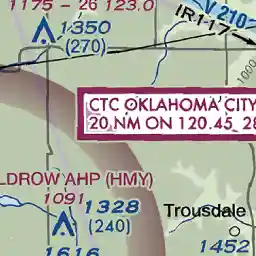 1175 - 26 123.0
V 210
IR1-17
1350
(270)
1000
CTC OKLAHOMA CITY
20 NM ON 120.45 28
LDROW AHP (HMY)
1091
1328
(240)
Trousdale
1452
1616